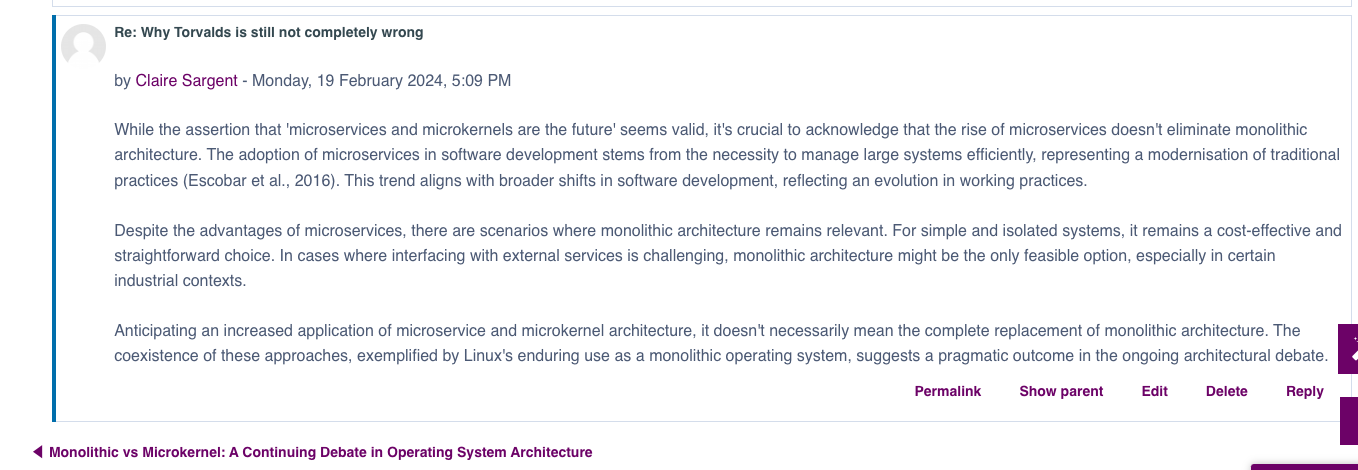 Re: Why Torvalds is still not completely wrong
by Claire Sargent - Monday, 19 February 2024, 5:09 PM
While the assertion that 'microservices and microkernels are the future' seems valid, it's crucial to acknowledge that the rise of microservices doesn't eliminate monolithic
architecture. The adoption of microservices in software development stems from the necessity to manage large systems efficiently, representing a modernisation of traditional
practices (Escobar et al., 2016). This trend aligns with broader shifts in software development, reflecting an evolution in working practices.
Despite the advantages of microservices, there are scenarios where monolithic architecture remains relevant. For simple and isolated systems, it remains a cost-effective and
straightforward choice. In cases where interfacing with external services is challenging, monolithic architecture might be the only feasible option, especially in certain
industrial contexts.
Anticipating an increased application of microservice and microkernel architecture, it doesn't necessarily mean the complete replacement of monolithic architecture. The
coexistence of these approaches, exemplified by Linux's enduring use as a monolithic operating system, suggests a pragmatic outcome in the ongoing architectural debate.
Permalink Show parent Edit Delete Reply
Monolithic vs Microkernel: A Continuing Debate in Operating System Architecture